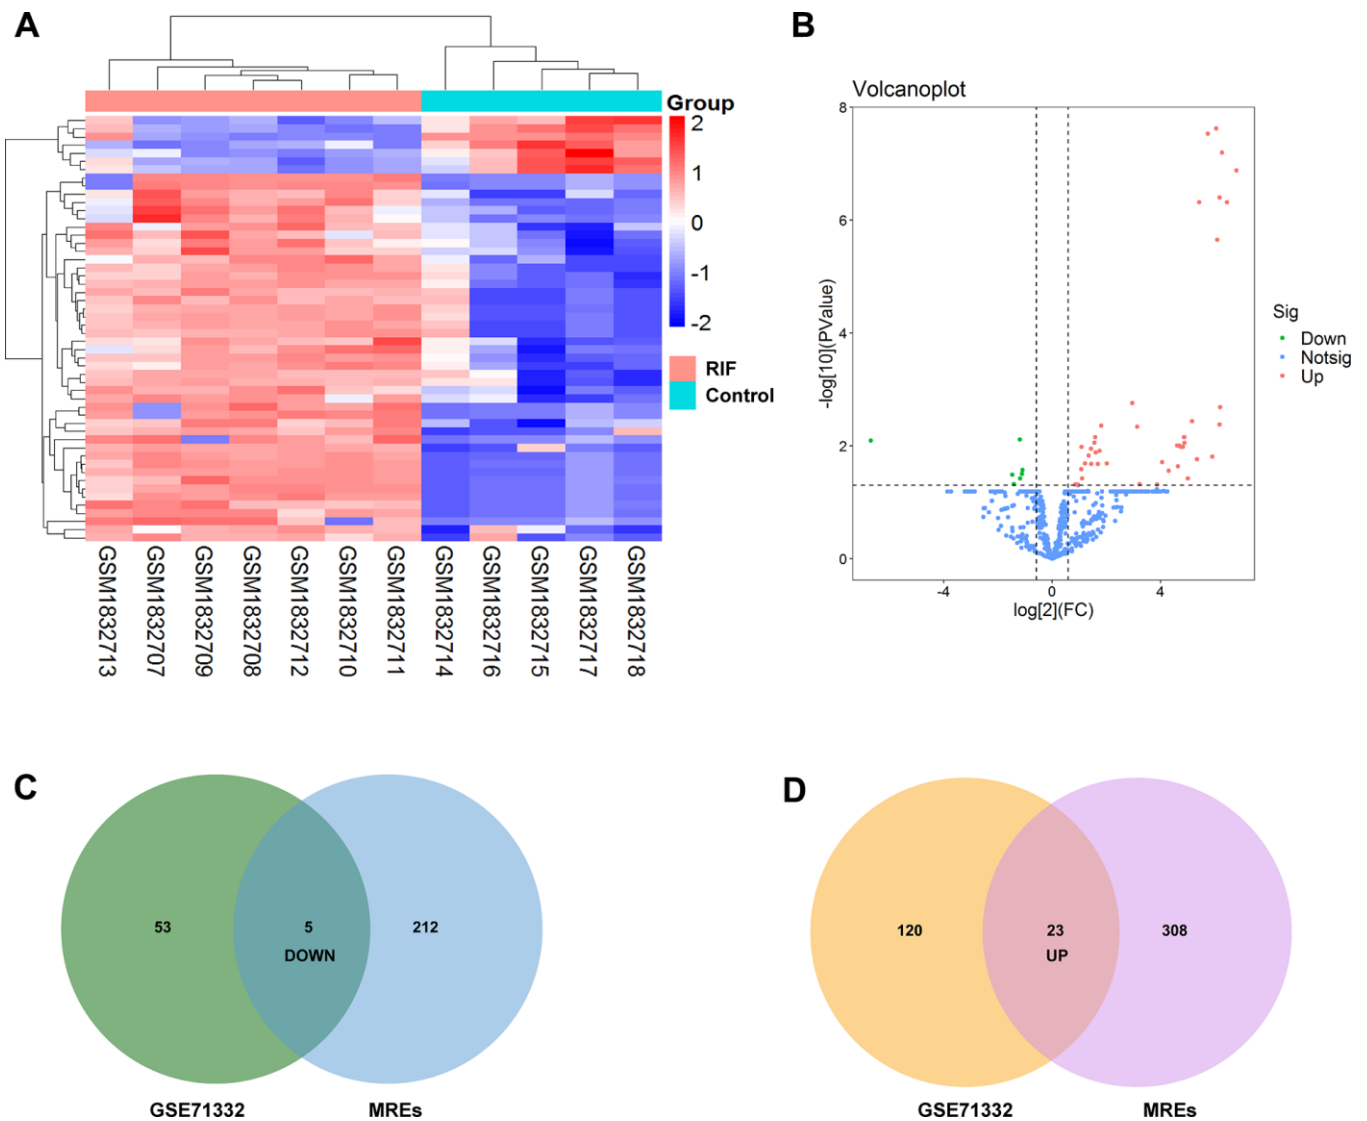 A
B
Group
2
1
0
-1
-2
RIF
Control
GSM1832713
GSM1832707
GSM1832709
GSM1832708
GSM1832712
GSM1832710
GSM1832711
GSM1832714
GSM1832716
GSM1832715
GSM1832717
GSM1832718
Volcanoplot
8
6
4
2
0
-log[10](PValue)
-4
0
4
log[2](FC)
Sig
Down
Notsig
Up
C
53
5
212
DOWN
GSE71332
MREs
D
120
23
308
UP
GSE71332
MREs